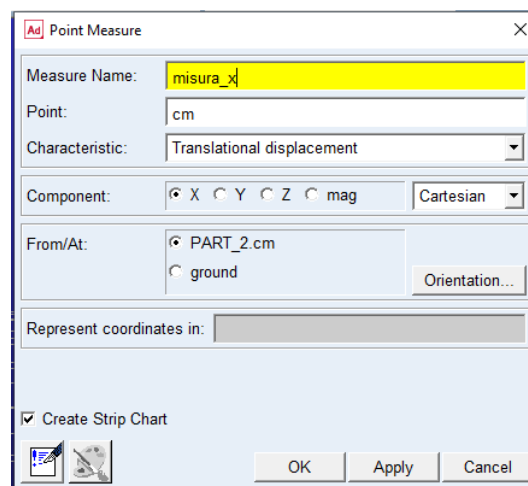 Ad Point Measure
Measure Name: misura_x
Point: cm
Characteristic: Translational displacement
Component: X Y Z mag Cartesian
From/At: PART_2.cm
ground
Orientation...
Represent coordinates in:
Create Strip Chart
OK Apply Cancel